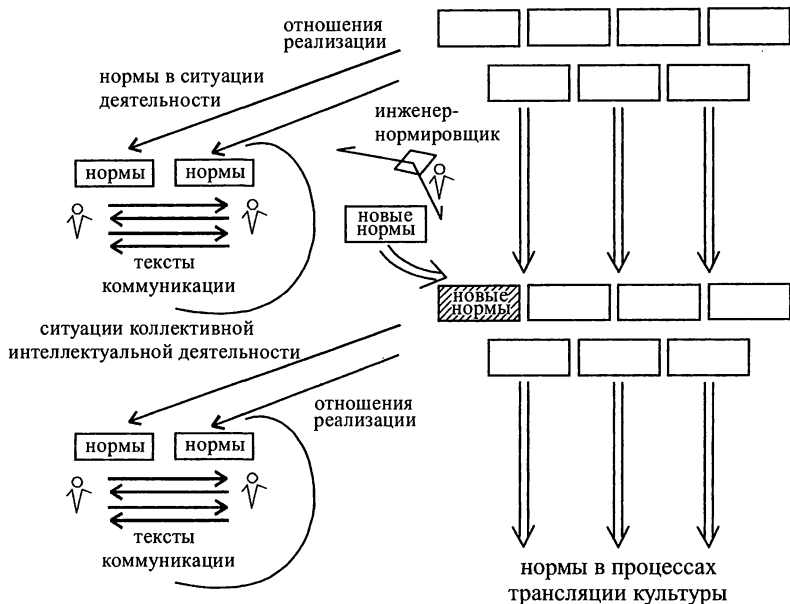 отношения
реализации
нормы в ситуации
деятельности
инженер-
нормировщик
нормы
нормы
новые
нормы
тексты
коммуникации
новые
нормы
ситуации коллективной
интеллектуальной деятельности
отношения
реализации
нормы
нормы
тексты
коммуникации
нормы в процессах
трансляции культуры